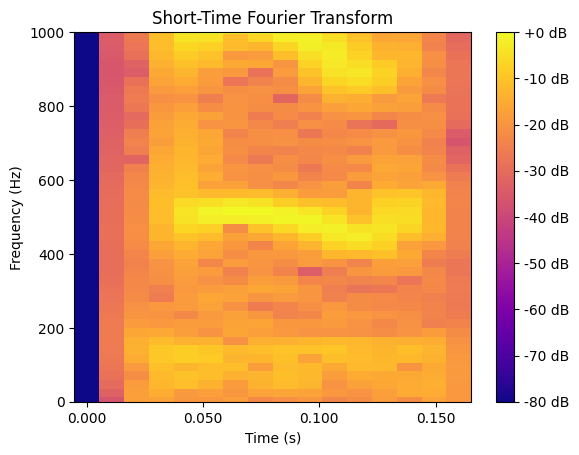 Short-Time Fourier Transform
1000
800
600
400
200
0
Frequency (Hz)
0.000
0.050
0.100
0.150
Time (s)
+0 dB
-10 dB
-20 dB
-30 dB
-40 dB
-50 dB
-60 dB
-70 dB
-80 dB